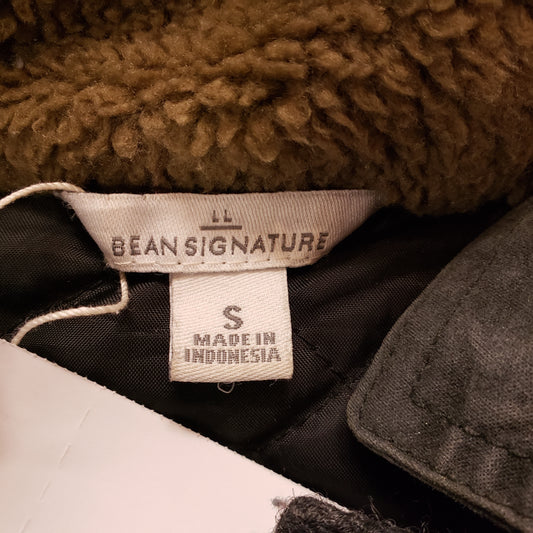 LL
BEAN SIGNATURE
S
MADE IN
INDONESIA